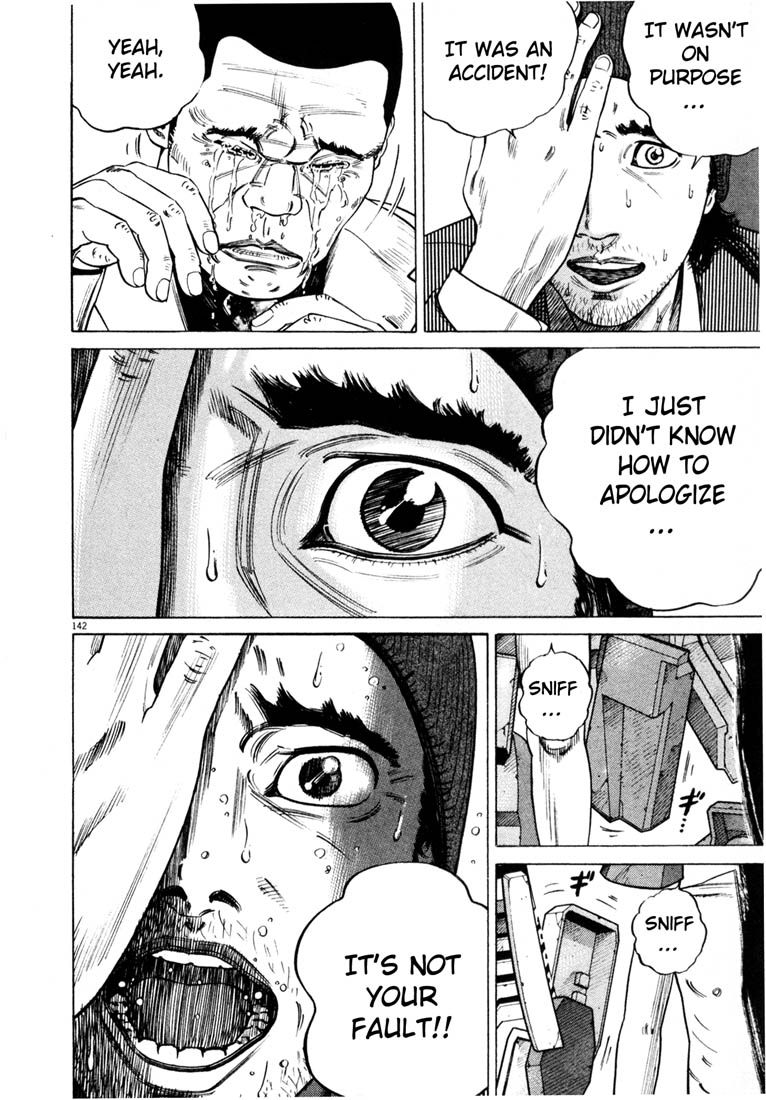 IT WASN'T
ON
PURPOSE
...
IT WAS AN
ACCIDENT!
YEAH,
YEAH.
I JUST
DIDN'T KNOW
HOW TO
APOLOGIZE
...
142
SNIFF
...
ギ…
ギ
SNIFF
...
IT'S NOT
YOUR
FAULT!!